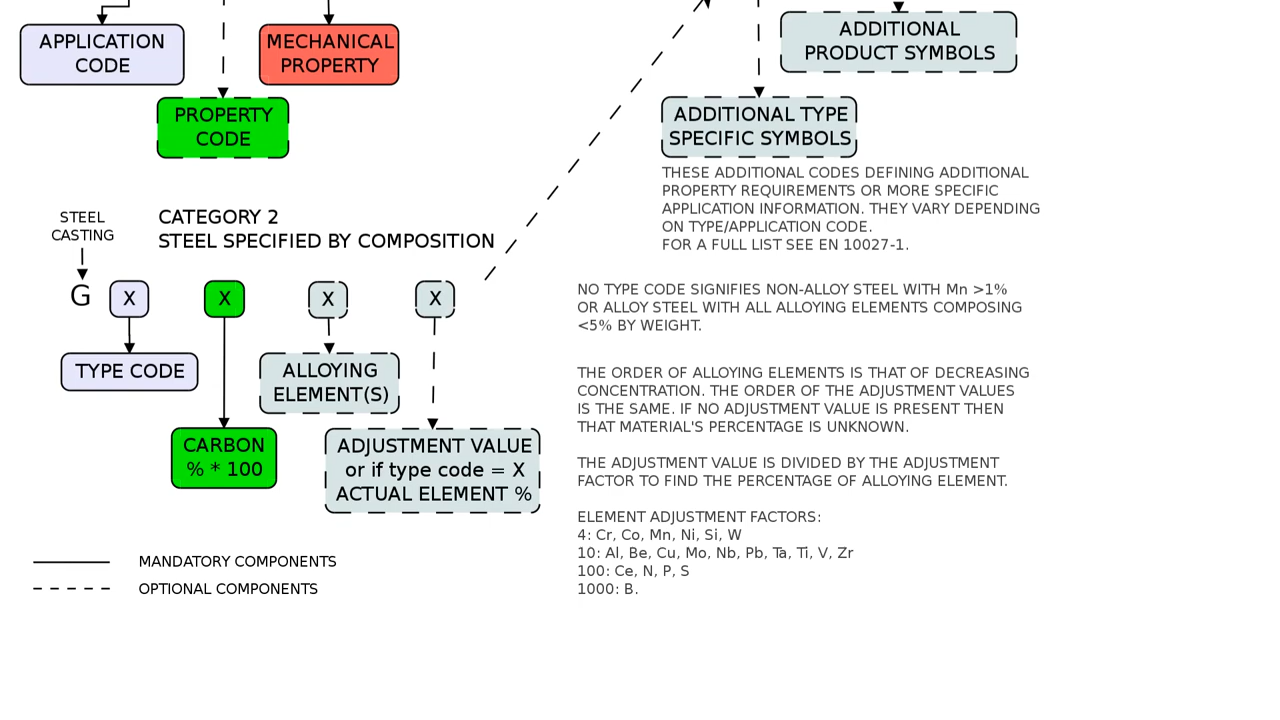 APPLICATION
CODE
MECHANICAL
PROPERTY
ADDITIONAL
PRODUCT SYMBOLS
PROPERTY
CODE
ADDITIONAL TYPE
SPECIFIC SYMBOLS
THESE ADDITIONAL CODES DEFINING ADDITIONAL
PROPERTY REQUIREMENTS OR MORE SPECIFIC
APPLICATION INFORMATION. THEY VARY DEPENDING
ON TYPE/APPLICATION CODE.
FOR A FULL LIST SEE EN 10027-1.
STEEL
CASTING
CATEGORY 2
STEEL SPECIFIED BY COMPOSITION
G
X
X
X
X
TYPE CODE
ALLOYING
ELEMENT(S)
CARBON
% * 100
ADJUSTMENT VALUE
or if type code = X
ACTUAL ELEMENT %
NO TYPE CODE SIGNIFIES NON-ALLOY STEEL WITH Mn >1%
OR ALLOY STEEL WITH ALL ALLOYING ELEMENTS COMPOSING
<5% BY WEIGHT.
THE ORDER OF ALLOYING ELEMENTS IS THAT OF DECREASING
CONCENTRATION. THE ORDER OF THE ADJUSTMENT VALUES
IS THE SAME. IF NO ADJUSTMENT VALUE IS PRESENT THEN
THAT MATERIAL'S PERCENTAGE IS UNKNOWN.
THE ADJUSTMENT VALUE IS DIVIDED BY THE ADJUSTMENT
FACTOR TO FIND THE PERCENTAGE OF ALLOYING ELEMENT.
ELEMENT ADJUSTMENT FACTORS:
4: Cr, Co, Mn, Ni, Si, W
10: Al, Be, Cu, Mo, Nb, Pb, Ta, Ti, V, Zr
100: Ce, N, P, S
1000: B.
MANDATORY COMPONENTS
OPTIONAL COMPONENTS